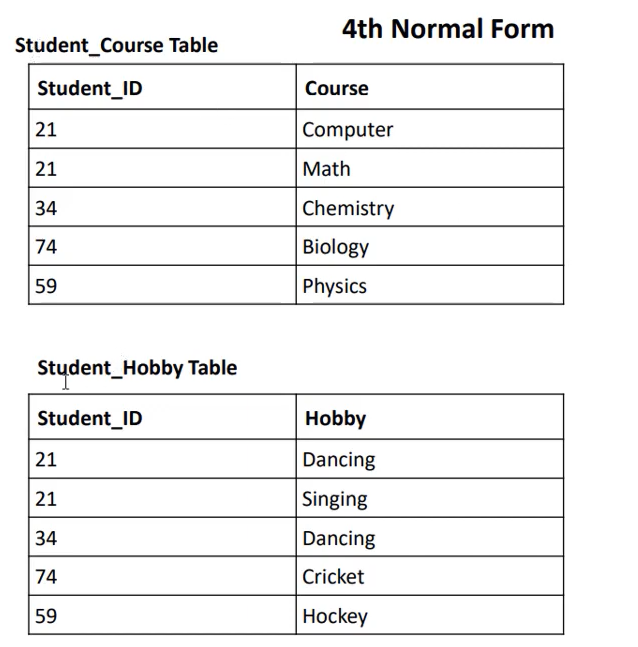 4th Normal Form
Student_Course Table
Student_ID Course
21 Computer
21 Math
34 Chemistry
74 Biology
59 Physics
Student_Hobby Table
Student_ID Hobby
21 Dancing
21 Singing
34 Dancing
74 Cricket
59 Hockey